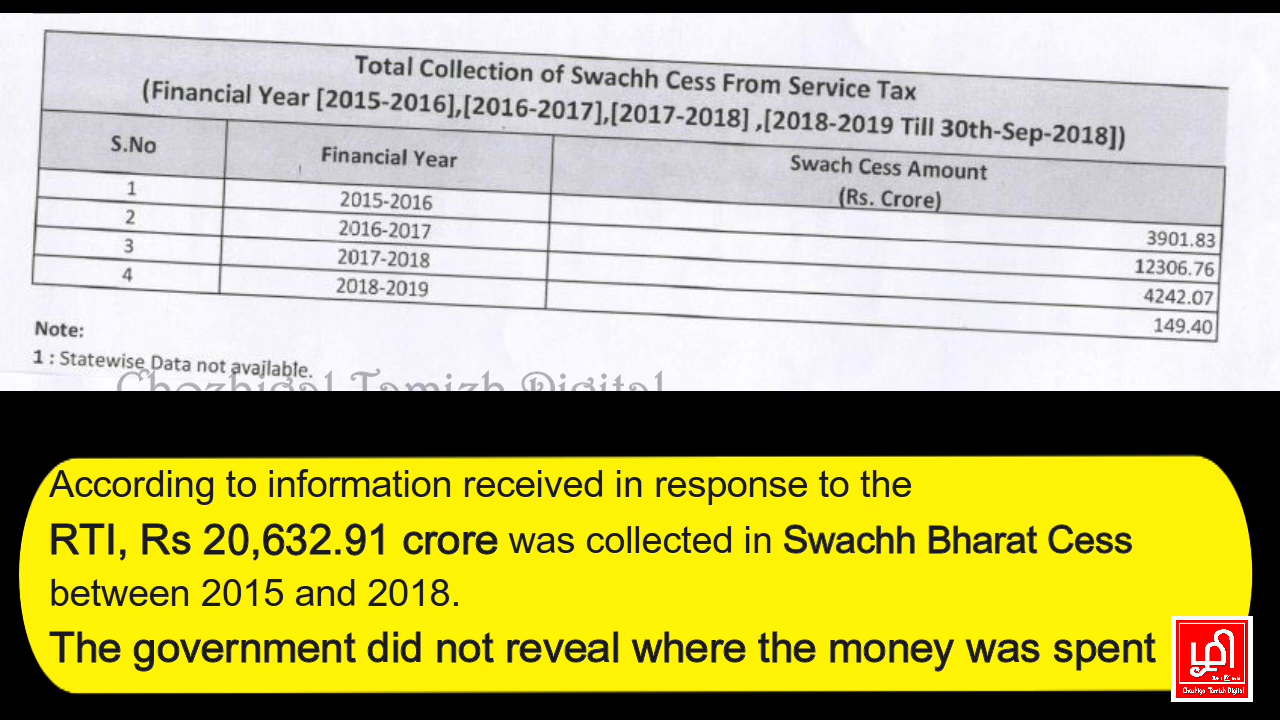 Total Collection of Swachh Cess From Service Tax
(Financial Year [2015-2016],[2016-2017],[2017-2018] ,[2018-2019 Till 30th-Sep-2018])
S.No Financial Year Swach Cess Amount
(Rs. Crore)
1 2015-2016 3901.83
2 2016-2017 12306.76
3 2017-2018 4242.07
4 2018-2019 149.40
Note:
1 : Statewise Data not available.
Chozhigal Tamizh Digital
According to information received in response to the
RTI, Rs 20,632.91 crore was collected in Swachh Bharat Cess
between 2015 and 2018.
The government did not reveal where the money was spent